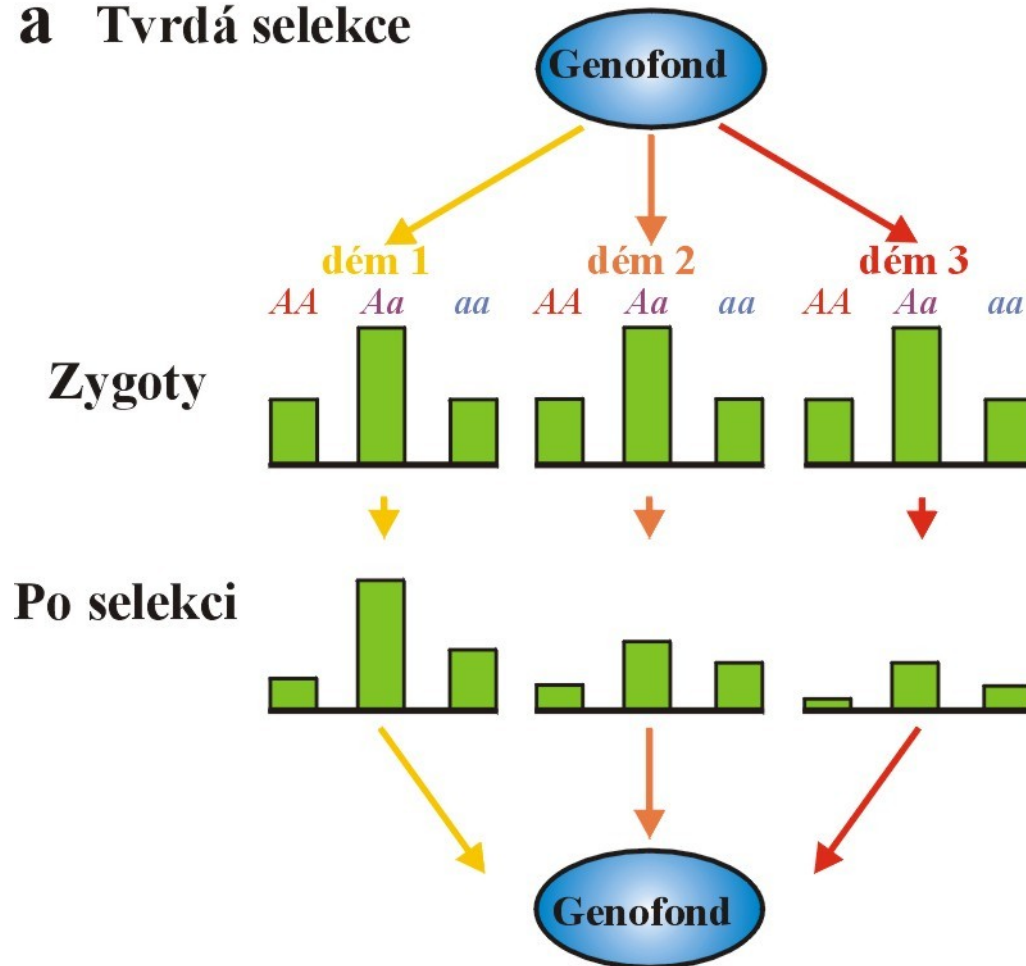 a Tvrdá selekce
Genofond
dém 1 dém 2 dém 3
AA Aa aa AA Aa aa AA Aa aa
Zygoty
Po selekci
Genofond